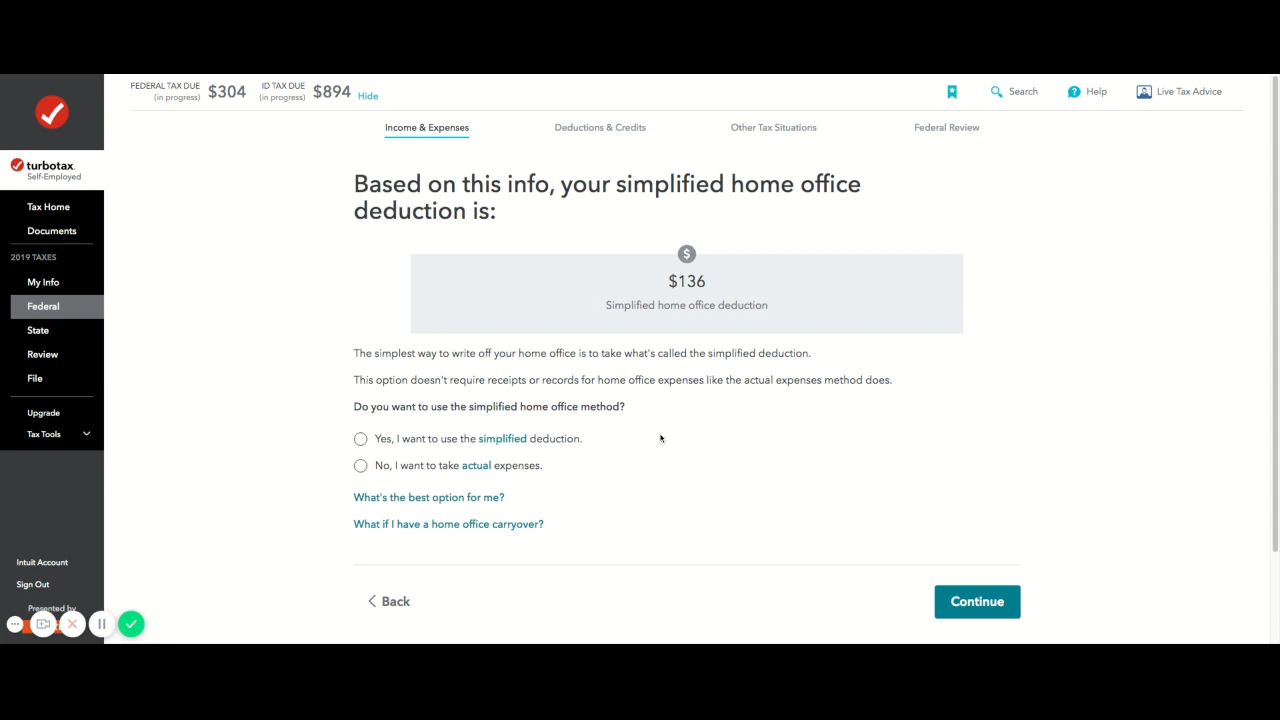 FEDERAL TAX DUE
(in progress)
$304
ID TAX DUE
(in progress)
$894
Hide
Search
Help
Live Tax Advice
turbotax
Self-Employed
Tax Home
Documents
2019 TAXES
My Info
Federal
State
Review
File
Upgrade
Tax Tools
Intuit Account
Sign Out
Presented by
Income & Expenses
Deductions & Credits
Other Tax Situations
Federal Review
Based on this info, your simplified home office
deduction is:
$
$136
Simplified home office deduction
The simplest way to write off your home office is to take what's called the simplified deduction.
This option doesn't require receipts or records for home office expenses like the actual expenses method does.
Do you want to use the simplified home office method?
Yes, I want to use the simplified deduction.
No, I want to take actual expenses.
What's the best option for me?
What if I have a home office carryover?
Back
Continue